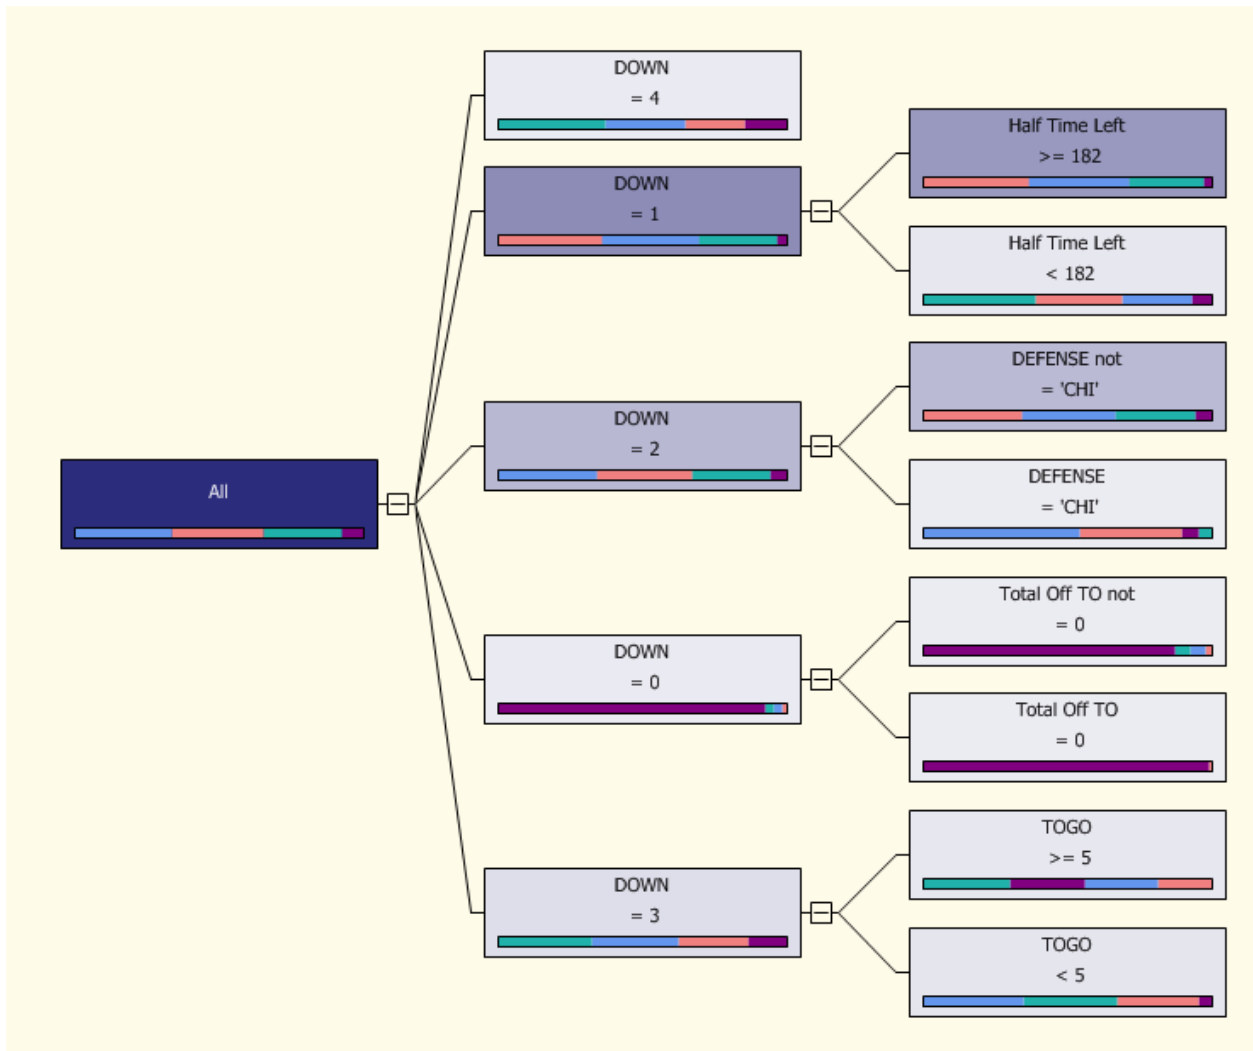 All
DOWN
= 4
DOWN
= 1
Half Time Left
>= 182
Half Time Left
< 182
DOWN
= 2
DEFENSE not
= 'CHI'
DEFENSE
= 'CHI'
DOWN
= 0
Total Off TO not
= 0
Total Off TO
= 0
DOWN
= 3
TOGO
>= 5
TOGO
< 5